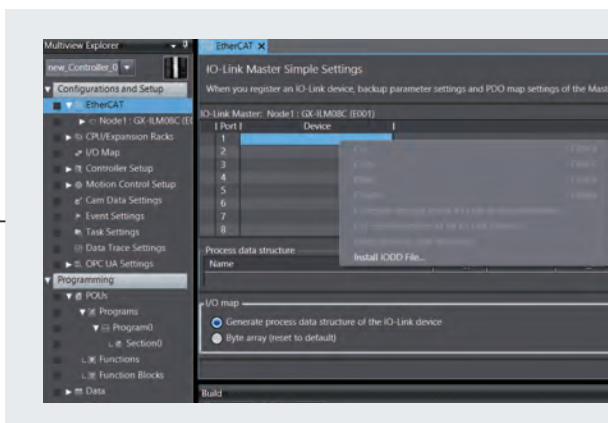 Multiview Explorer
EtherCAT
new_Controller_0
IO-Link Master Simple Settings
Configurations and Setup
When you register an IO-Link device, backup parameter settings and PDO map settings of the Mast
EtherCAT
Node1 : GX-ILM08C (E0
IO-Link Master: Node1 : GX-ILM08C (E001)
CPU/Expansion Racks
Port
Device
I/O Map
1
Controller Setup
2
Motion Control Setup
3
Cam Data Settings
4
Event Settings
5
Task Settings
6
Data Trace Settings
7
OPC UA Settings
8
Programming
Process data structure
Name
Install IODD File...
POUs
Programs
I/O map
Program0
Generate process data structure of the IO-Link device
Section0
Byte array (reset to default)
Functions
Function Blocks
Data
Build